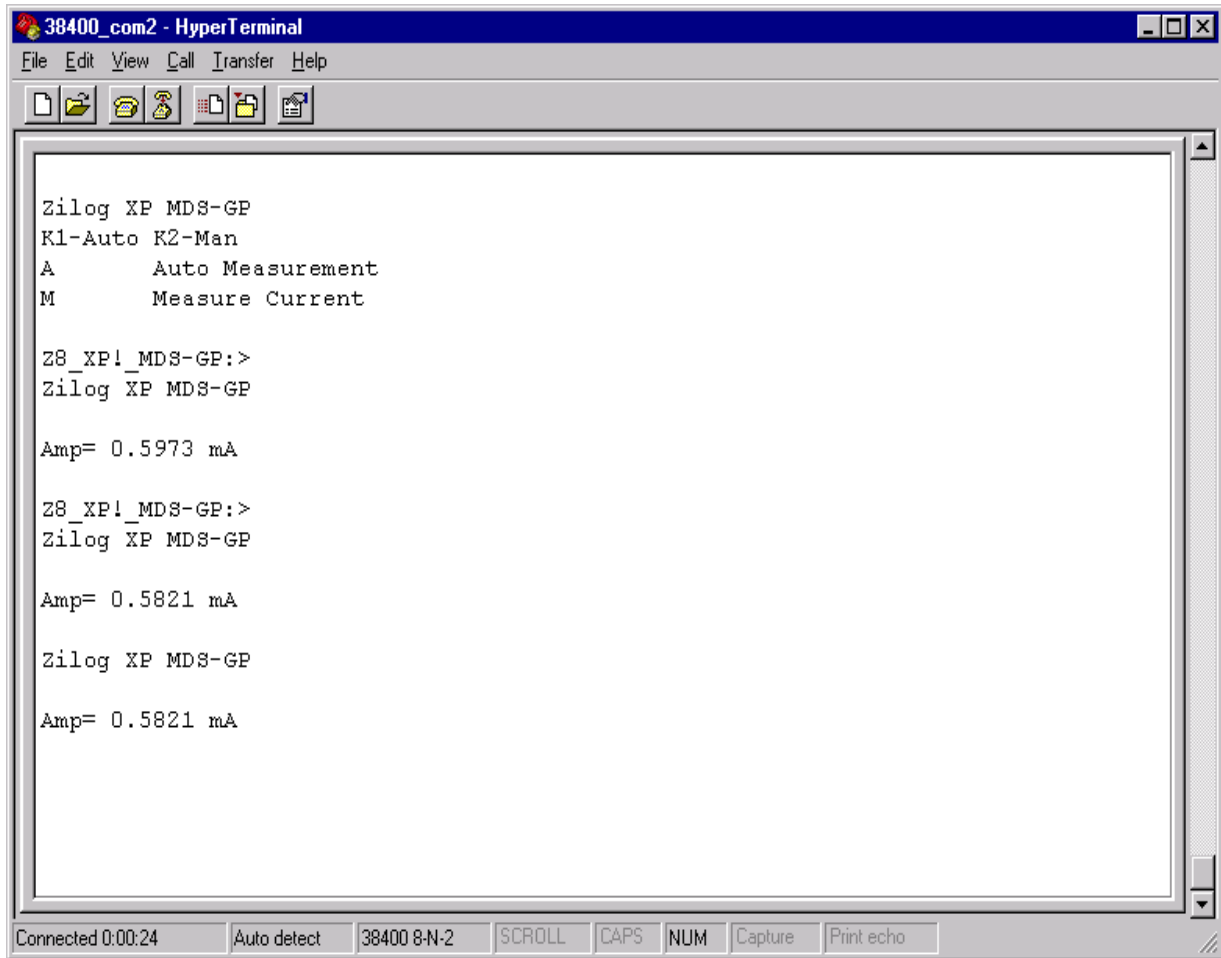 38400_com2 - HyperTerminal
File Edit View Call Transfer Help
Zilog XP MDS-GP
K1-Auto K2-Man
A Auto Measurement
M Measure Current
Z8_XP!_MDS-GP:>
Zilog XP MDS-GP
Amp= 0.5973 mA
Z8_XP!_MDS-GP:>
Zilog XP MDS-GP
Amp= 0.5821 mA
Zilog XP MDS-GP
Amp= 0.5821 mA
Connected 0:00:24 Auto detect 38400 8-N-2 SCROLL CAPS NUM Capture Print echo